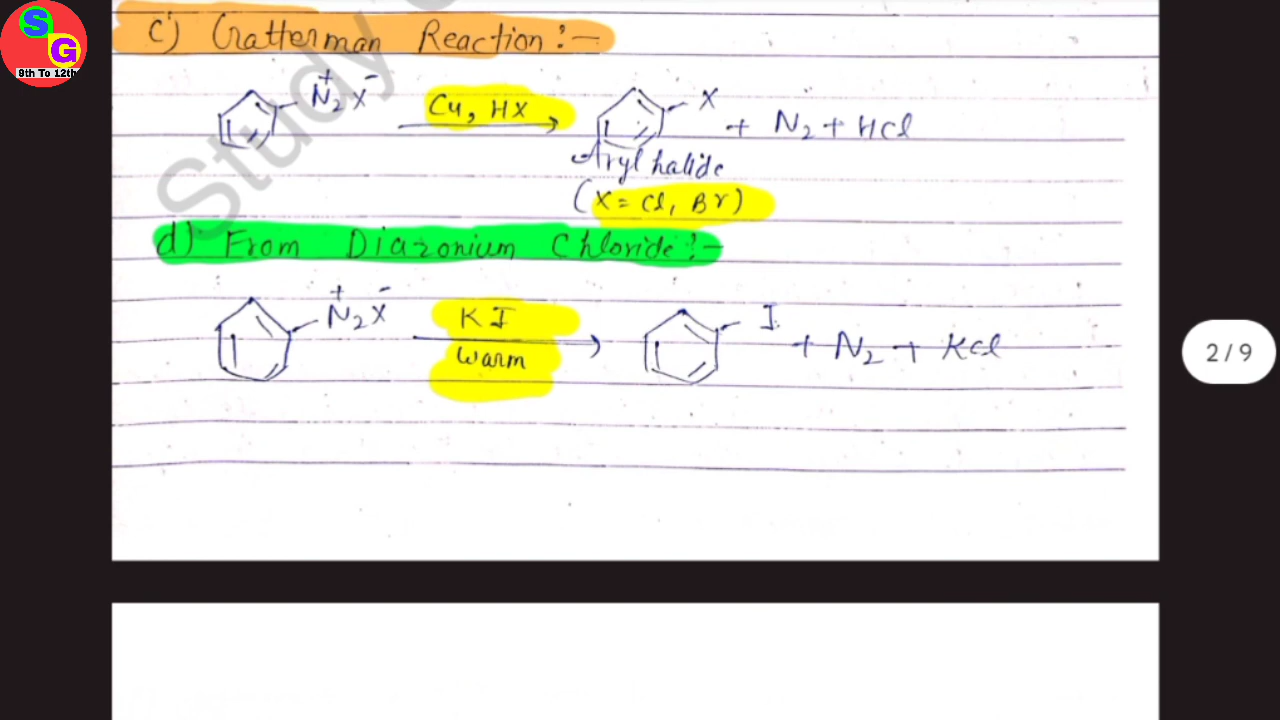 S
G
9th To 12th
c) Gatterman Reaction :-
N₂⁺X⁻ Cu, HX X + N₂ + HCl
Aryl halide
(X = Cl, Br)
Study
d) From Diazonium Chloride :-
N₂⁺X⁻ KI I + N₂ + KCl
warm
2/9